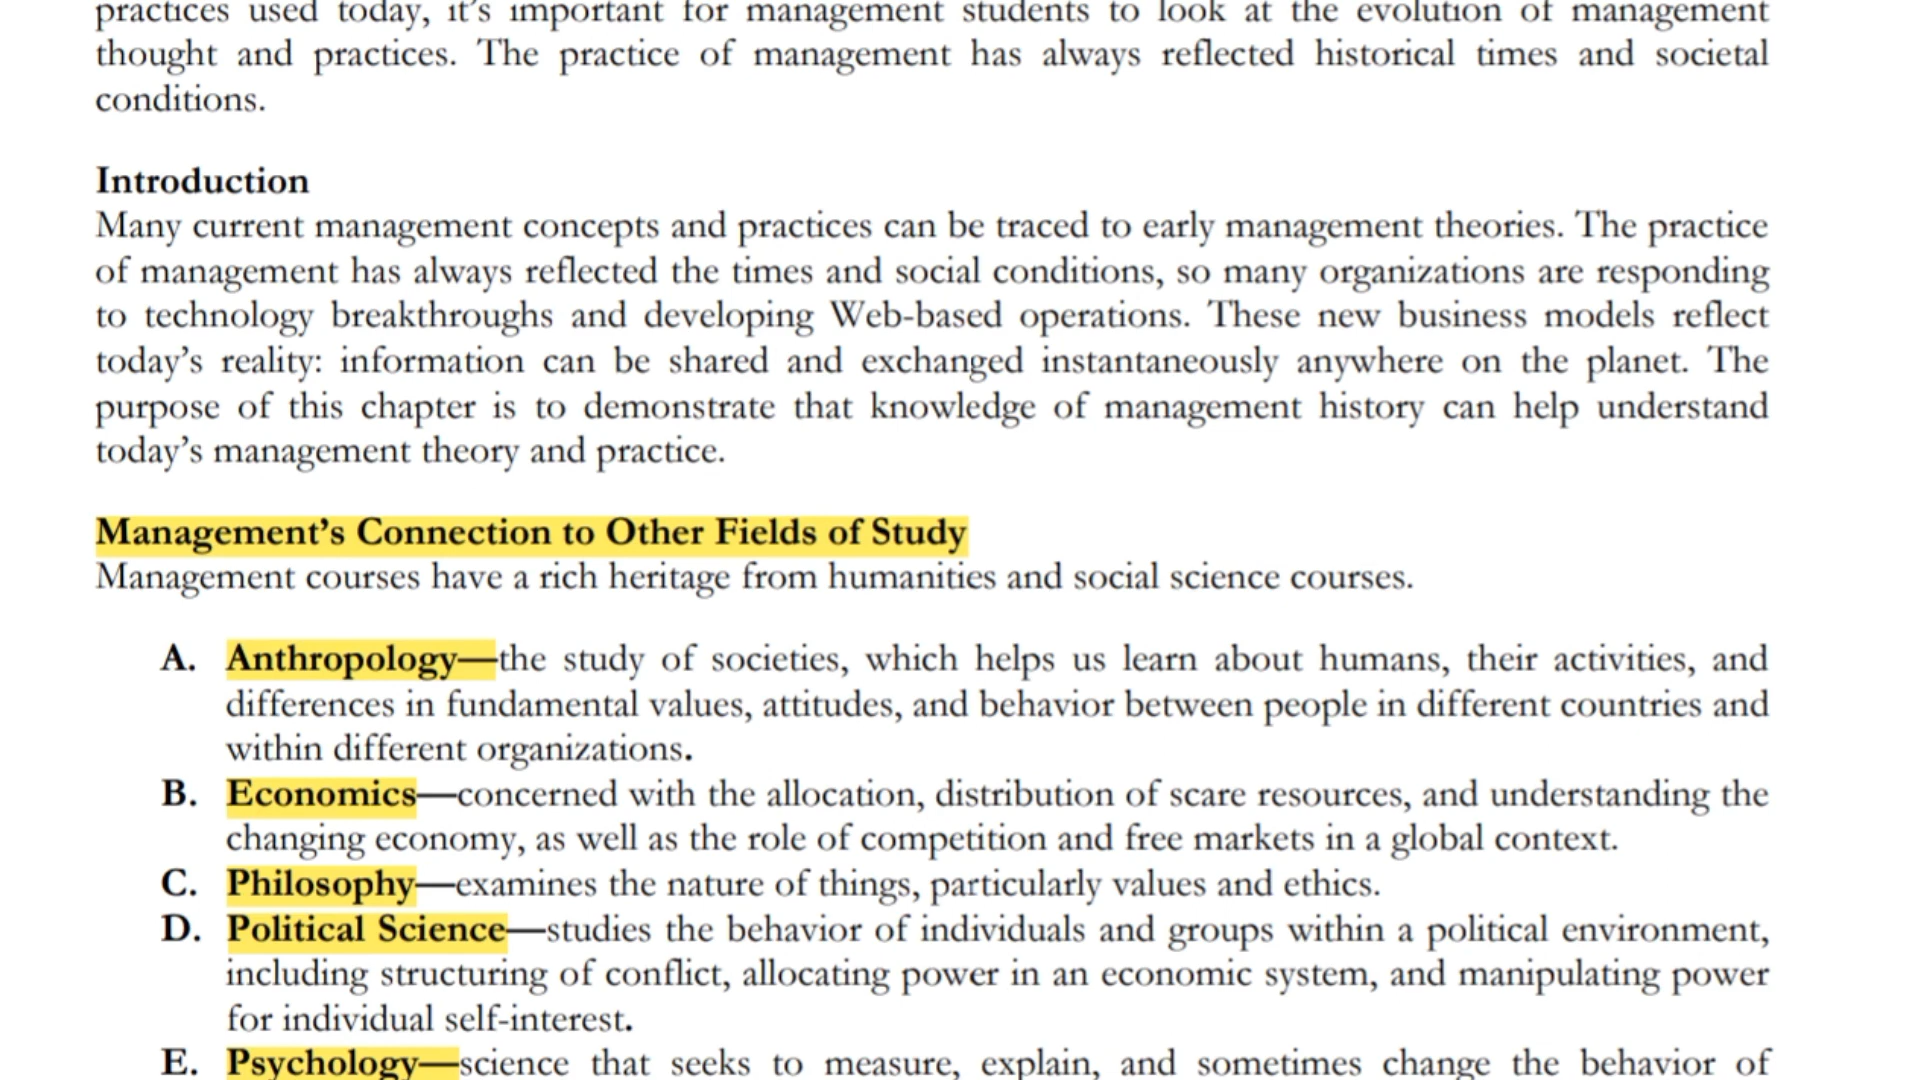 practices used today, it's important for management students to look at the evolution of management
thought and practices. The practice of management has always reflected historical times and societal
conditions.
Introduction
Many current management concepts and practices can be traced to early management theories. The practice
of management has always reflected the times and social conditions, so many organizations are responding
to technology breakthroughs and developing Web-based operations. These new business models reflect
today's reality: information can be shared and exchanged instantaneously anywhere on the planet. The
purpose of this chapter is to demonstrate that knowledge of management history can help understand
today's management theory and practice.
Management's Connection to Other Fields of Study
Management courses have a rich heritage from humanities and social science courses.
A. Anthropology—the study of societies, which helps us learn about humans, their activities, and
differences in fundamental values, attitudes, and behavior between people in different countries and
within different organizations.
B. Economics—concerned with the allocation, distribution of scare resources, and understanding the
changing economy, as well as the role of competition and free markets in a global context.
C. Philosophy—examines the nature of things, particularly values and ethics.
D. Political Science—studies the behavior of individuals and groups within a political environment,
including structuring of conflict, allocating power in an economic system, and manipulating power
for individual self-interest.
E. Psychology—science that seeks to measure, explain, and sometimes change the behavior of